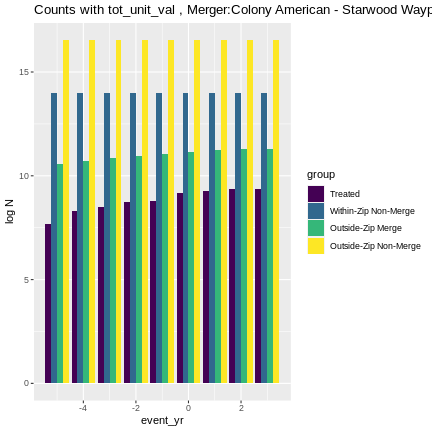 Counts with tot_unit_val , Merger:Colony American - Starwood Wayp
log N
15
10
5
0
-4
-2
0
2
event_yr
group
Treated
Within-Zip Non-Merge
Outside-Zip Merge
Outside-Zip Non-Merge